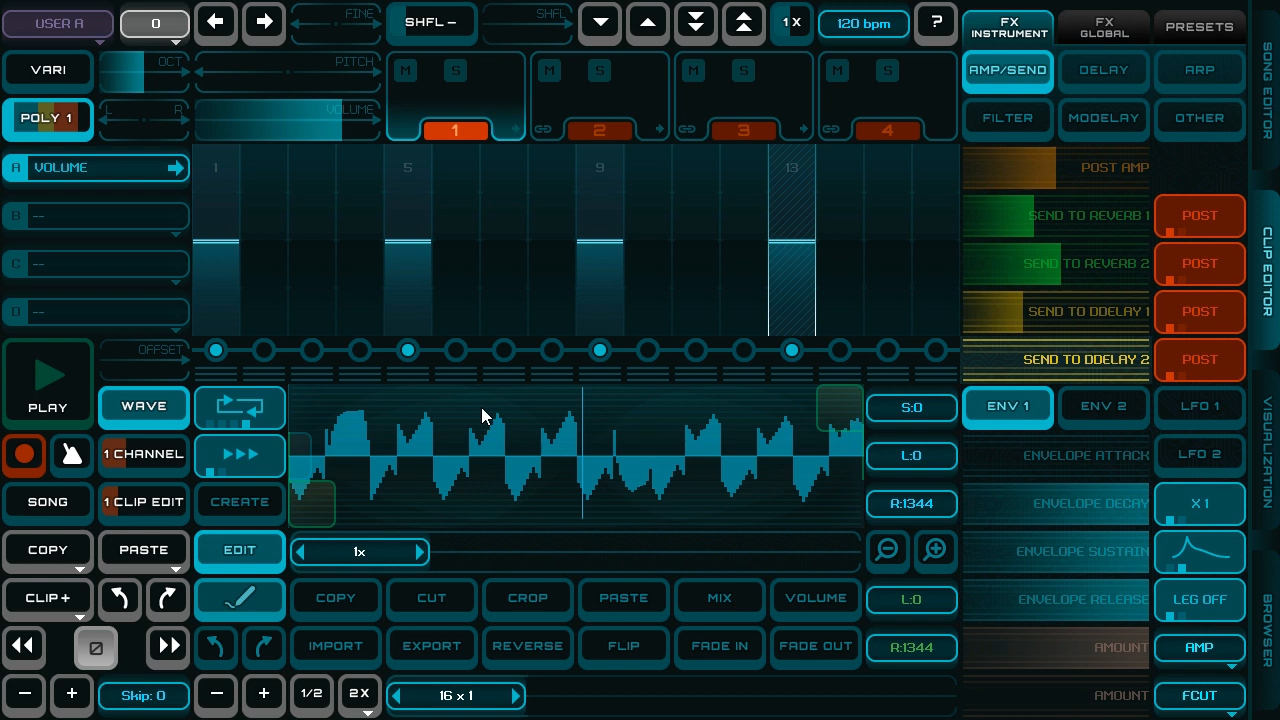 USER A 0 FINE SHFL - SHFL 1X 120 bpm ? FX INSTRUMENT FX GLOBAL PRESETS
VARI OCT PITCH M S M S M S M S AMP/SEND DELAY ARP
POLY 1 L R VOLUME 1 2 3 4 FILTER MODELAY OTHER
A VOLUME 1 5 9 13 POST AMP
B -- SEND TO REVERB 1 POST
C -- SEND TO REVERB 2 POST
D -- SEND TO DDELAY 1 POST
OFFSET SEND TO DDELAY 2 POST
PLAY WAVE S:0 ENV 1 ENV 2 LFO 1
1 CHANNEL L:0 ENVELOPE ATTACK LFO 2
SONG 1 CLIP EDIT CREATE R:1344 ENVELOPE DECAY X 1
COPY PASTE EDIT 1x ENVELOPE SUSTAIN
CLIP+ COPY CUT CROP PASTE MIX VOLUME L:0 ENVELOPE RELEASE LEG OFF
IMPORT EXPORT REVERSE FLIP FADE IN FADE OUT R:1344 AMOUNT AMP
- + Skip: 0 - + 1/2 2X 16 x 1 AMOUNT FCUT
SONG EDITOR
CLIP EDITOR
VISUALIZATION
BROWSER